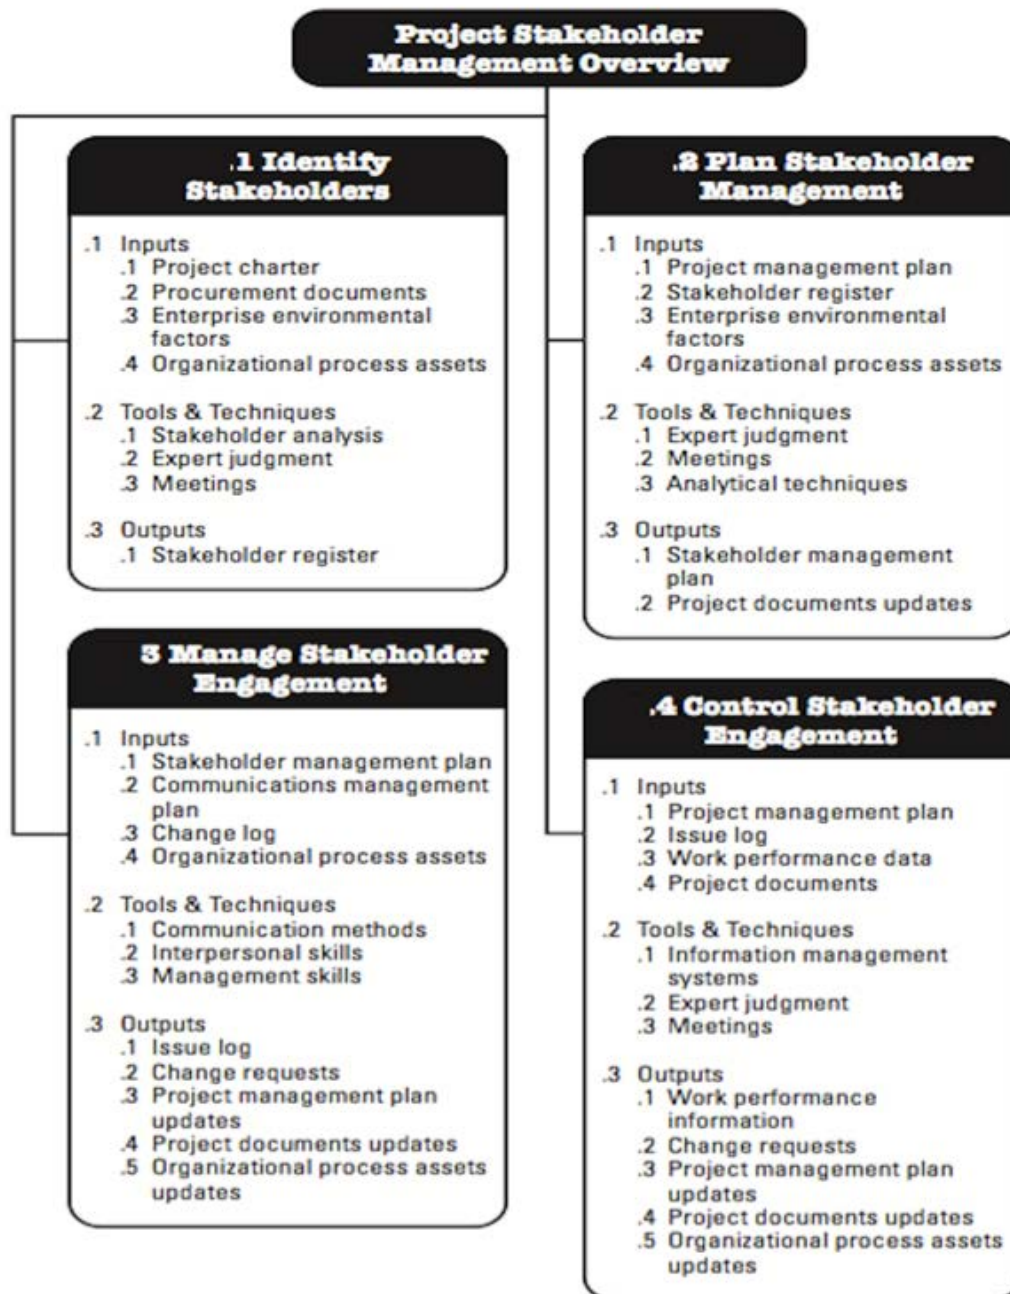 Project Stakeholder
Management Overview
.1 Identify
Stakeholders
.1 Inputs
.1 Project charter
.2 Procurement documents
.3 Enterprise environmental
factors
.4 Organizational process assets
.2 Tools & Techniques
.1 Stakeholder analysis
.2 Expert judgment
.3 Meetings
.3 Outputs
.1 Stakeholder register
.2 Plan Stakeholder
Management
.1 Inputs
.1 Project management plan
.2 Stakeholder register
.3 Enterprise environmental
factors
.4 Organizational process assets
.2 Tools & Techniques
.1 Expert judgment
.2 Meetings
.3 Analytical techniques
.3 Outputs
.1 Stakeholder management
plan
.2 Project documents updates
3 Manage Stakeholder
Engagement
.1 Inputs
.1 Stakeholder management plan
.2 Communications management
plan
.3 Change log
.4 Organizational process assets
.2 Tools & Techniques
.1 Communication methods
.2 Interpersonal skills
.3 Management skills
.3 Outputs
.1 Issue log
.2 Change requests
.3 Project management plan
updates
.4 Project documents updates
.5 Organizational process assets
updates
.4 Control Stakeholder
Engagement
.1 Inputs
.1 Project management plan
.2 Issue log
.3 Work performance data
.4 Project documents
.2 Tools & Techniques
.1 Information management
systems
.2 Expert judgment
.3 Meetings
.3 Outputs
.1 Work performance
information
.2 Change requests
.3 Project management plan
updates
.4 Project documents updates
.5 Organizational process assets
updates